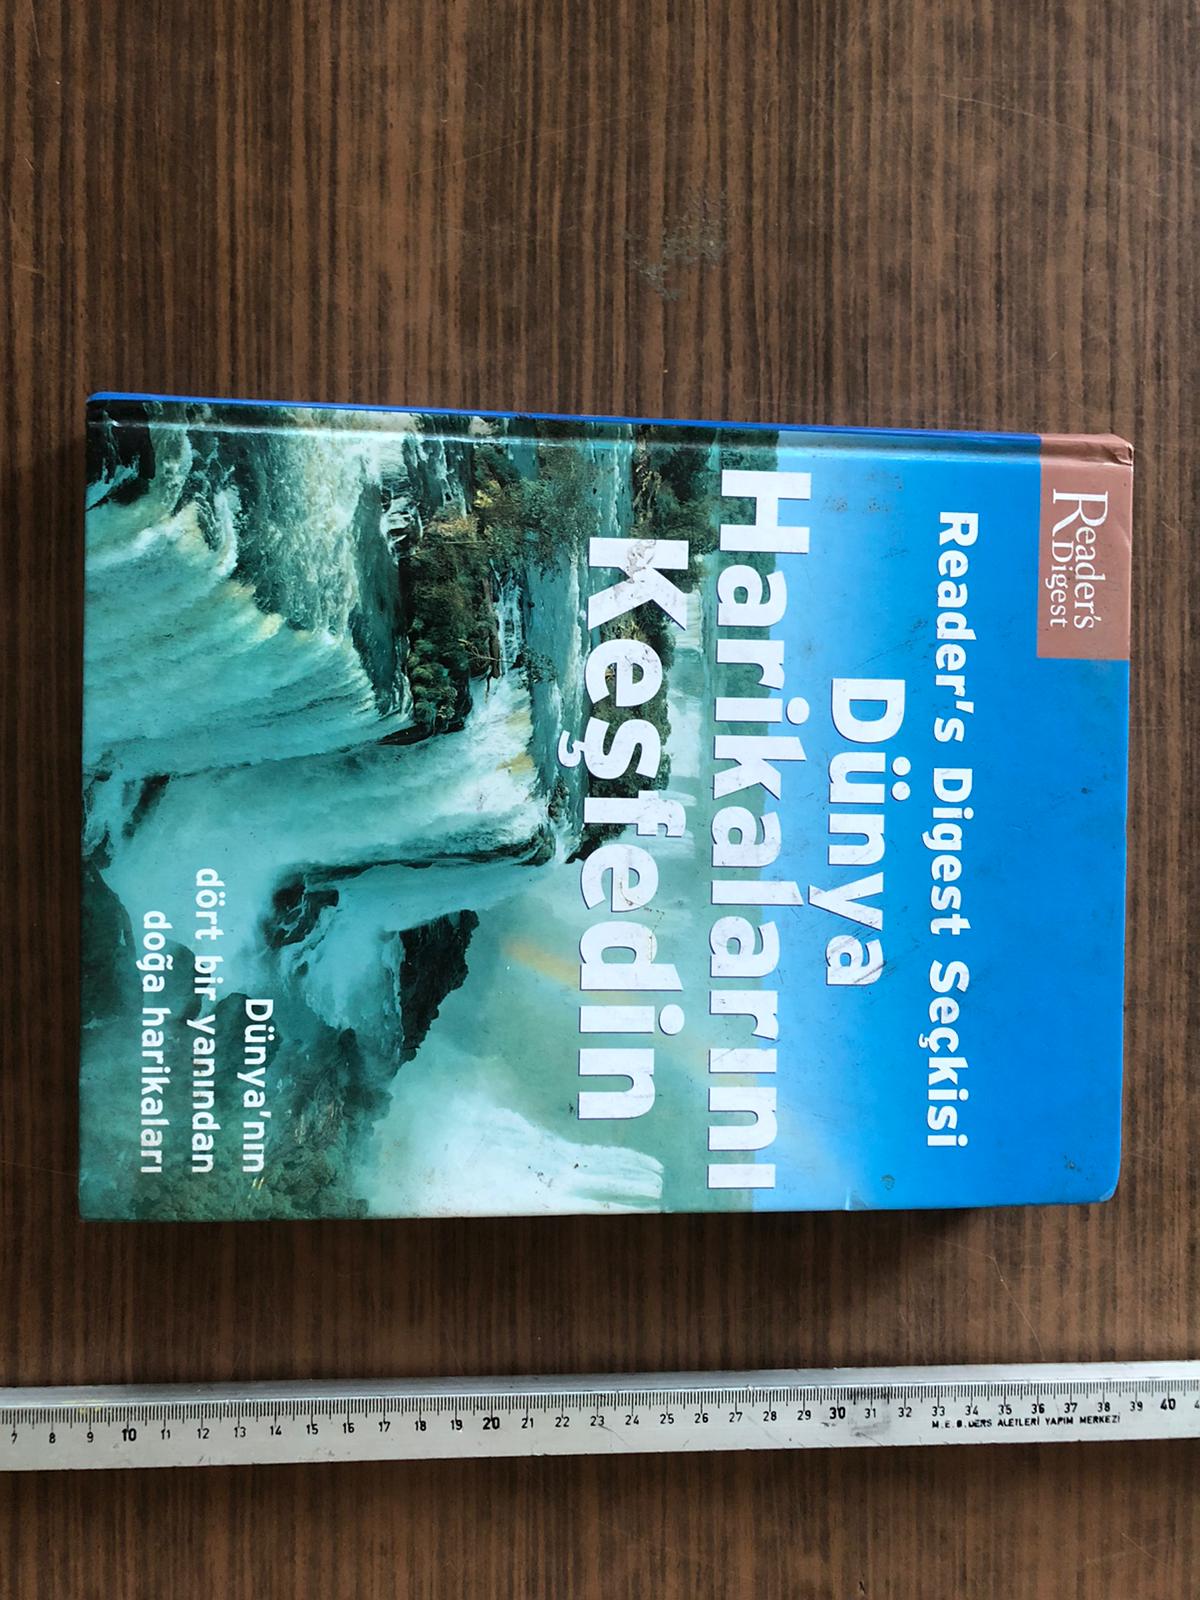 Reader's
Digest
Reader's Digest Seçkisi
Dünya
Harikalarını
Keşfedin
Dünya'nın
dört bir yanından
doğa harikaları
7 8 9 10 11 12 13 14 15 16 17 18 19 20 21 22 23 24 25 26 27 28 29 30 31 32 33 34 35 36 37 38 39 40 4
M.E.B. DERS ALETLERİ YAPIM MERKEZİ